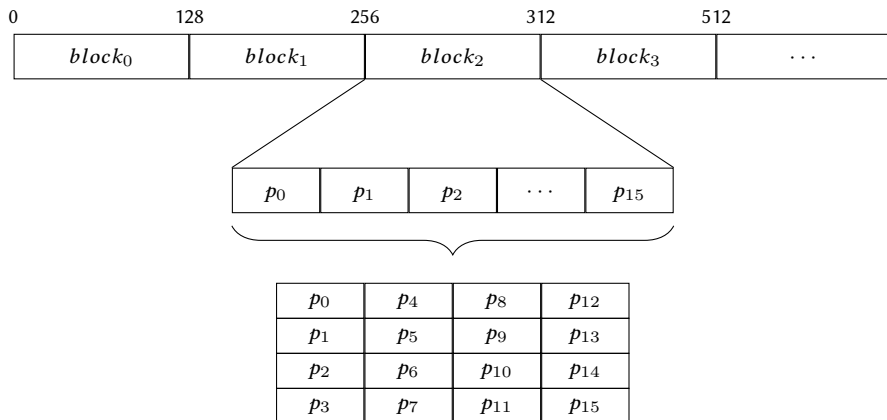 0 128 256 312 512
block₀ block₁ block₂ block₃ ···
p₀ p₁ p₂ ··· p₁₅
p₀ p₄ p₈ p₁₂
p₁ p₅ p₉ p₁₃
p₂ p₆ p₁₀ p₁₄
p₃ p₇ p₁₁ p₁₅